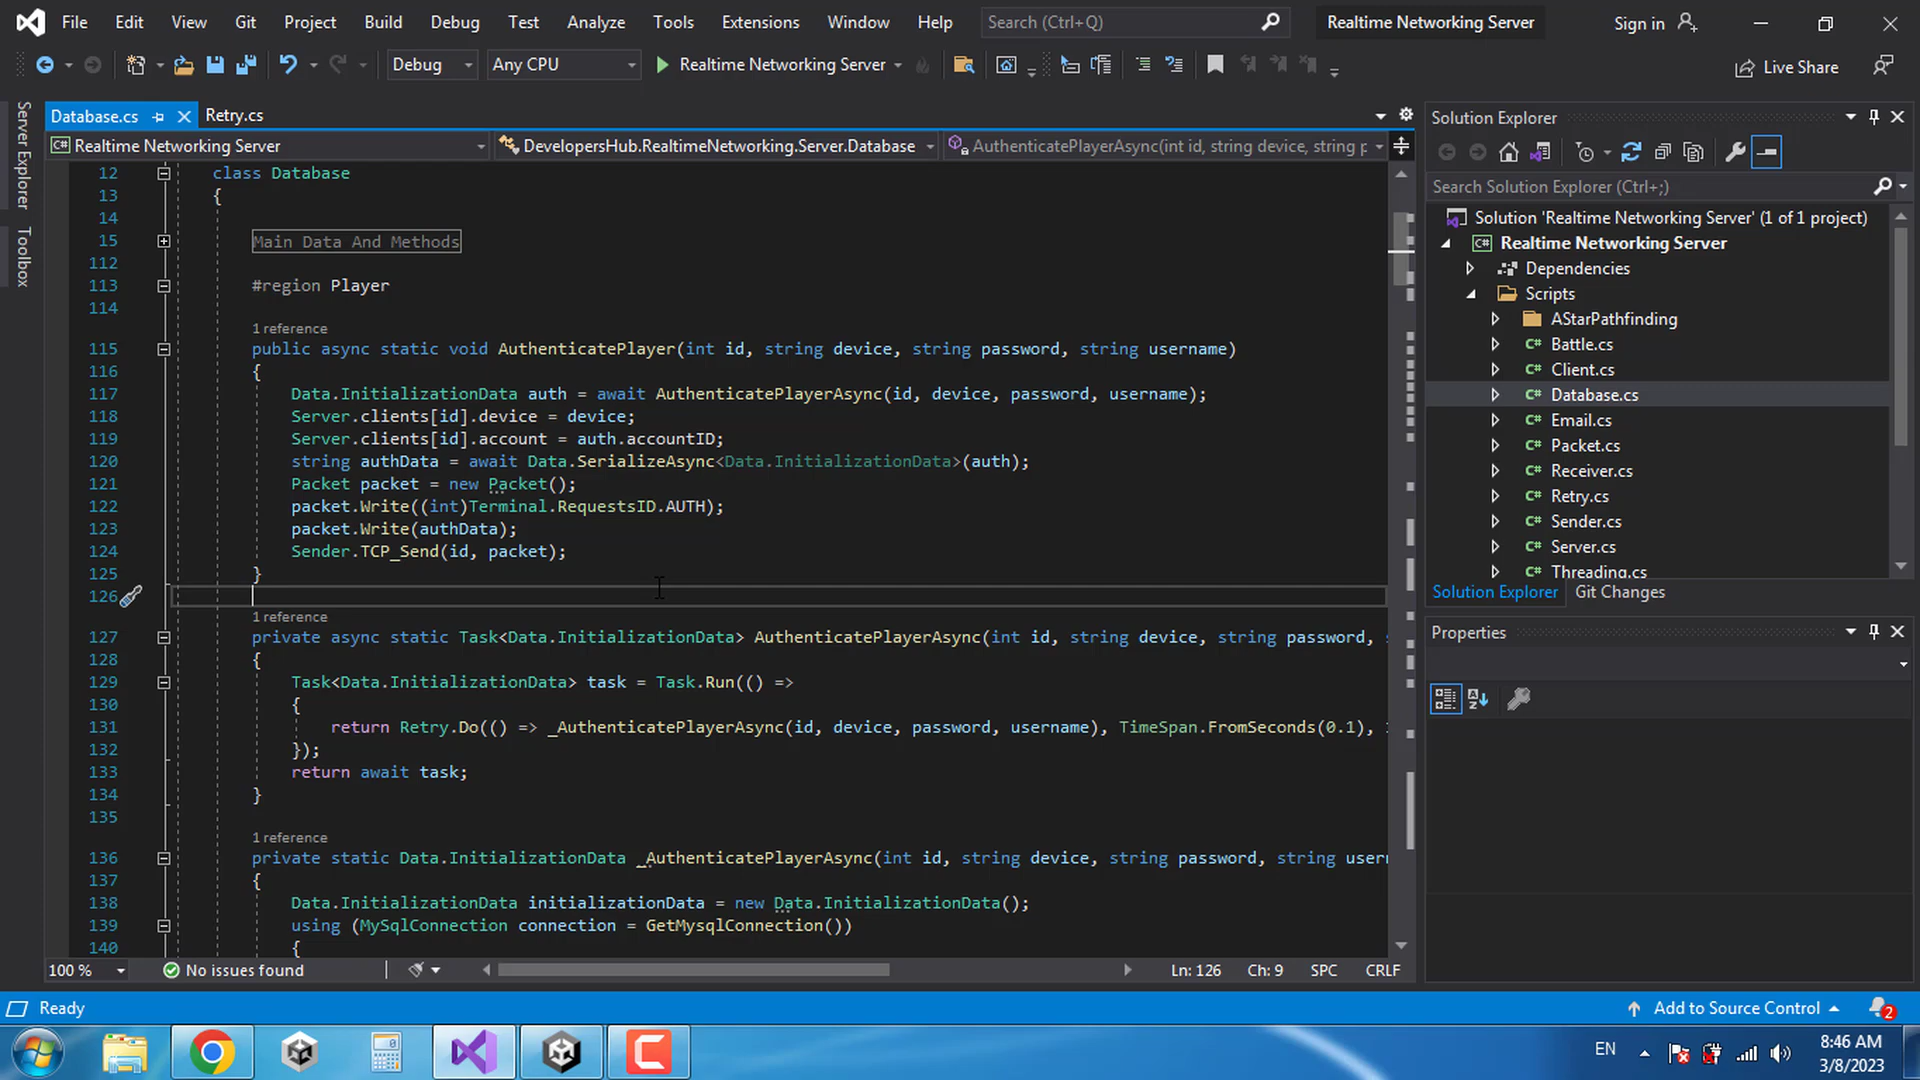 File Edit View Git Project Build Debug Test Analyze Tools Extensions Window Help Search (Ctrl+Q) Realtime Networking Server Sign in
Debug Any CPU Realtime Networking Server Live Share
Server Explorer
Toolbox
Database.cs Retry.cs
Realtime Networking Server DevelopersHub.RealtimeNetworking.Server.Database AuthenticatePlayerAsync(int id, string device, string p
12 class Database
13 {
14
15 Main Data And Methods
112
113 #region Player
114
1 reference
115 public async static void AuthenticatePlayer(int id, string device, string password, string username)
116 {
117 Data.InitializationData auth = await AuthenticatePlayerAsync(id, device, password, username);
118 Server.clients[id].device = device;
119 Server.clients[id].account = auth.accountID;
120 string authData = await Data.SerializeAsync<Data.InitializationData>(auth);
121 Packet packet = new Packet();
122 packet.Write((int)Terminal.RequestsID.AUTH);
123 packet.Write(authData);
124 Sender.TCP_Send(id, packet);
125 }
126
1 reference
127 private async static Task<Data.InitializationData> AuthenticatePlayerAsync(int id, string device, string password, s
128 {
129 Task<Data.InitializationData> task = Task.Run(() =>
130 {
131 return Retry.Do(() => _AuthenticatePlayerAsync(id, device, password, username), TimeSpan.FromSeconds(0.1),
132 });
133 return await task;
134 }
135
1 reference
136 private static Data.InitializationData _AuthenticatePlayerAsync(int id, string device, string password, string usern
137 {
138 Data.InitializationData initializationData = new Data.InitializationData();
139 using (MySqlConnection connection = GetMysqlConnection())
140 {
100 % No issues found Ln: 126 Ch: 9 SPC CRLF
Solution Explorer
Search Solution Explorer (Ctrl+;)
Solution 'Realtime Networking Server' (1 of 1 project)
C# Realtime Networking Server
Dependencies
Scripts
AStarPathfinding
C# Battle.cs
C# Client.cs
C# Database.cs
C# Email.cs
C# Packet.cs
C# Receiver.cs
C# Retry.cs
C# Sender.cs
C# Server.cs
C# Threading.cs
Solution Explorer Git Changes
Properties
Ready Add to Source Control 2
EN 8:46 AM
3/8/2023